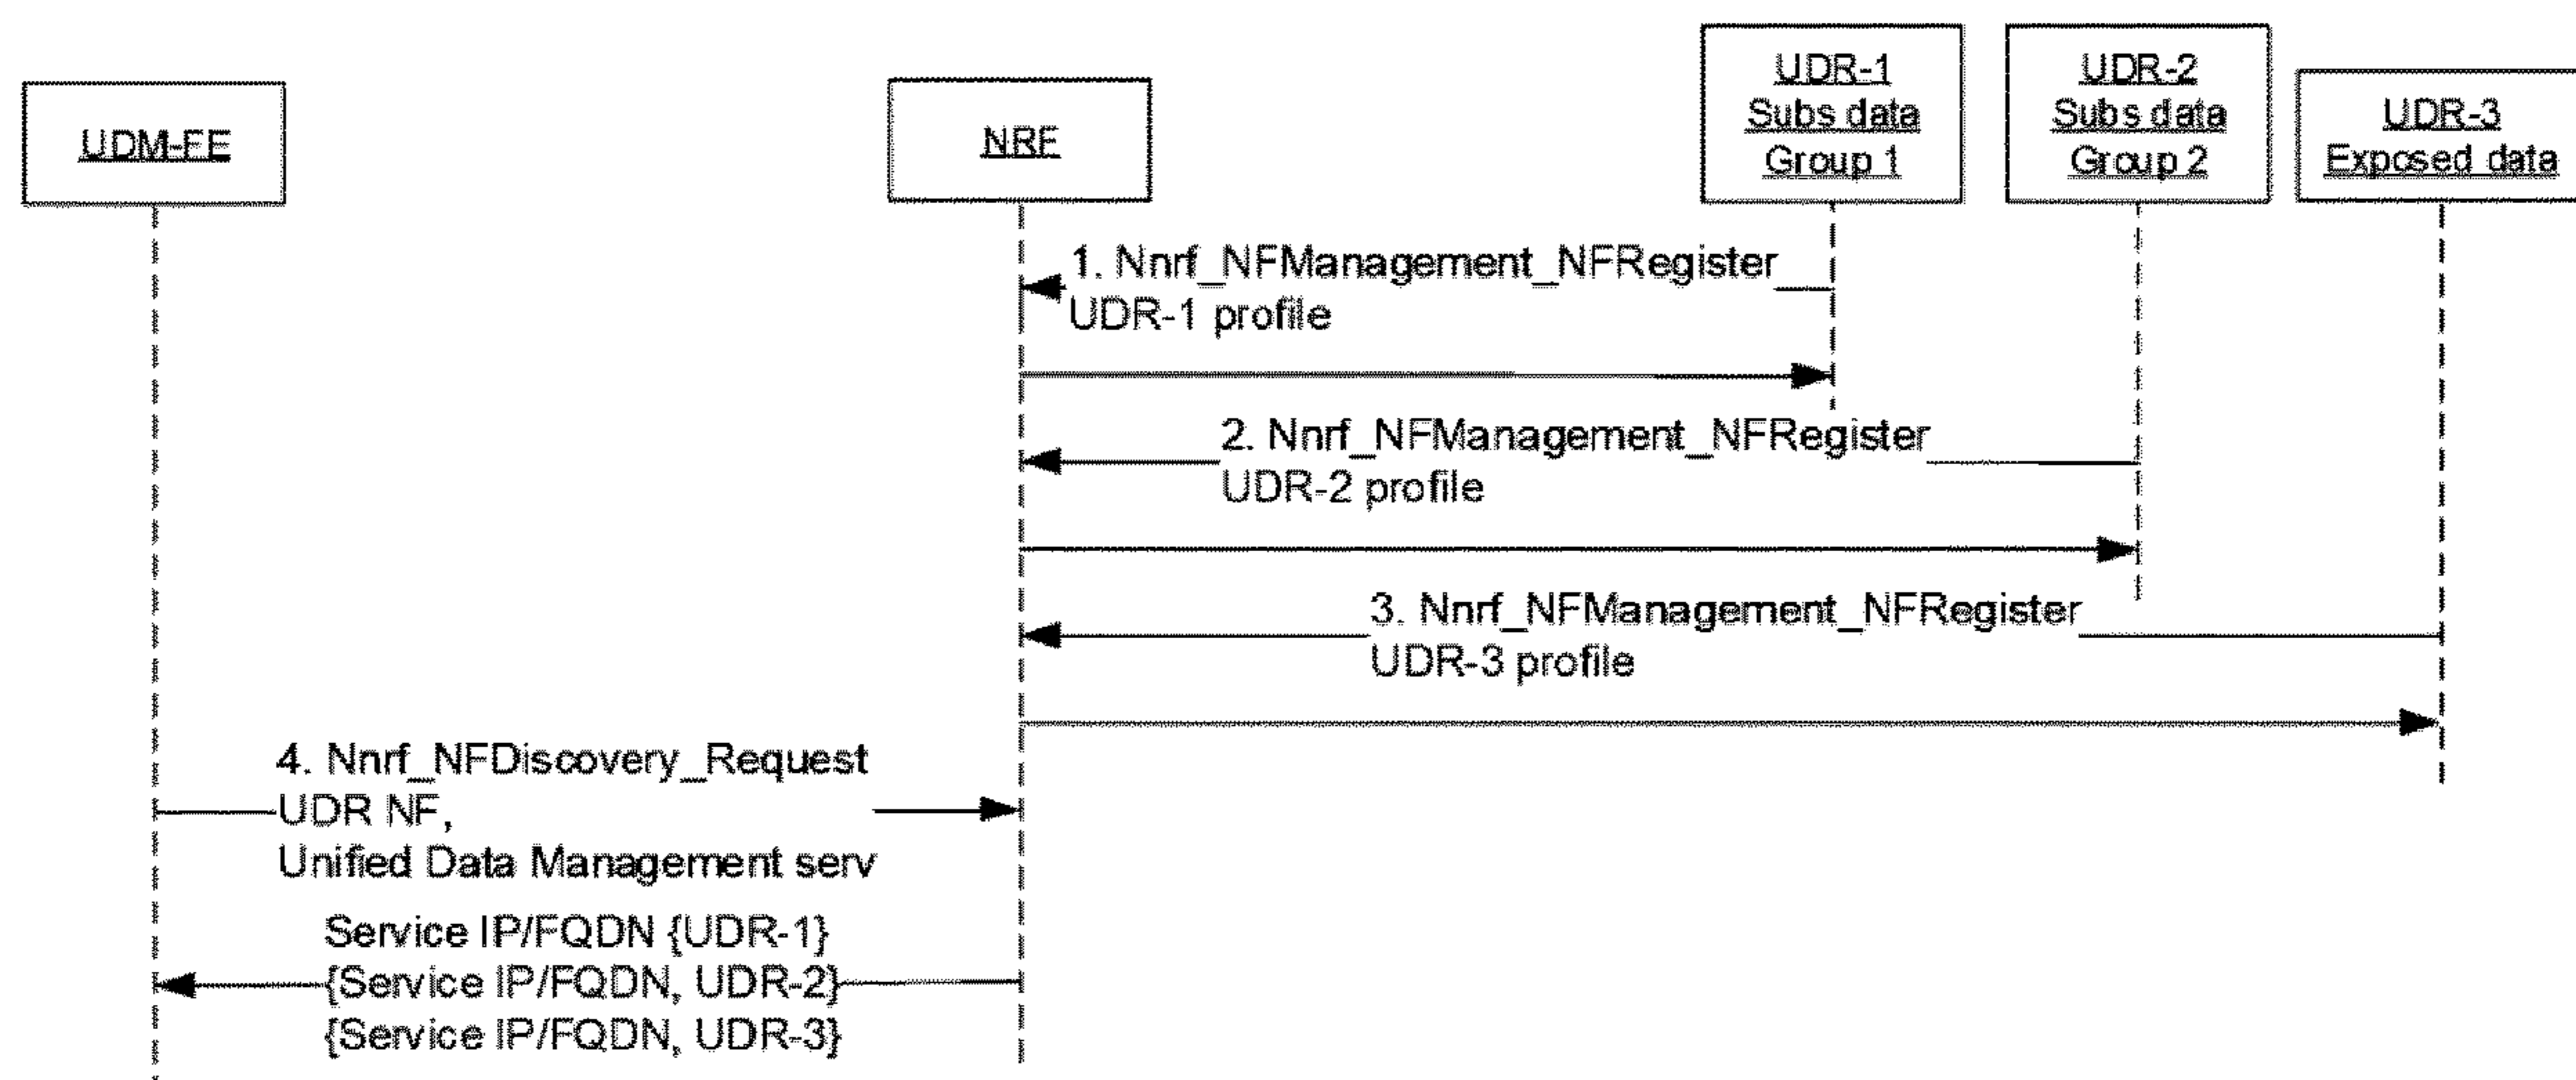 UDM-FE
NRF
UDR-1
Subs data
Group 1
UDR-2
Subs data
Group 2
UDR-3
Exposed data
1. Nnrf_NFManagement_NFRegister
UDR-1 profile
2. Nnrf_NFManagement_NFRegister
UDR-2 profile
3. Nnrf_NFManagement_NFRegister
UDR-3 profile
4. Nnrf_NFDiscovery_Request
UDR NF,
Unified Data Management serv
Service IP/FQDN {UDR-1}
{Service IP/FQDN, UDR-2}
{Service IP/FQDN, UDR-3}